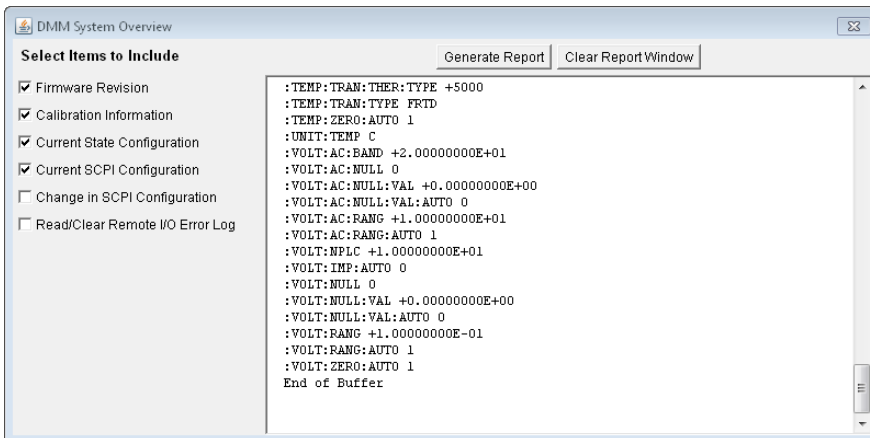 DMM System Overview
Select Items to Include
Generate Report
Clear Report Window
Firmware Revision
Calibration Information
Current State Configuration
Current SCPI Configuration
Change in SCPI Configuration
Read/Clear Remote I/O Error Log
:TEMP:TRAN:THER:TYPE +5000
:TEMP:TRAN:TYPE FRTD
:TEMP:ZERO:AUTO 1
:UNIT:TEMP C
:VOLT:AC:BAND +2.00000000E+01
:VOLT:AC:NULL 0
:VOLT:AC:NULL:VAL +0.00000000E+00
:VOLT:AC:NULL:VAL:AUTO 0
:VOLT:AC:RANG +1.00000000E+01
:VOLT:AC:RANG:AUTO 1
:VOLT:NPLC +1.00000000E+01
:VOLT:IMP:AUTO 0
:VOLT:NULL 0
:VOLT:NULL:VAL +0.00000000E+00
:VOLT:NULL:VAL:AUTO 0
:VOLT:RANG +1.00000000E-01
:VOLT:RANG:AUTO 1
:VOLT:ZERO:AUTO 1
End of Buffer